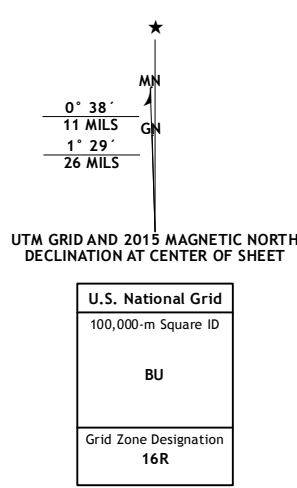 ★
MN
0° 38´
11 MILS
GN
1° 29´
26 MILS
UTM GRID AND 2015 MAGNETIC NORTH
DECLINATION AT CENTER OF SHEET
U.S. National Grid
100,000-m Square ID
BU
Grid Zone Designation
16R